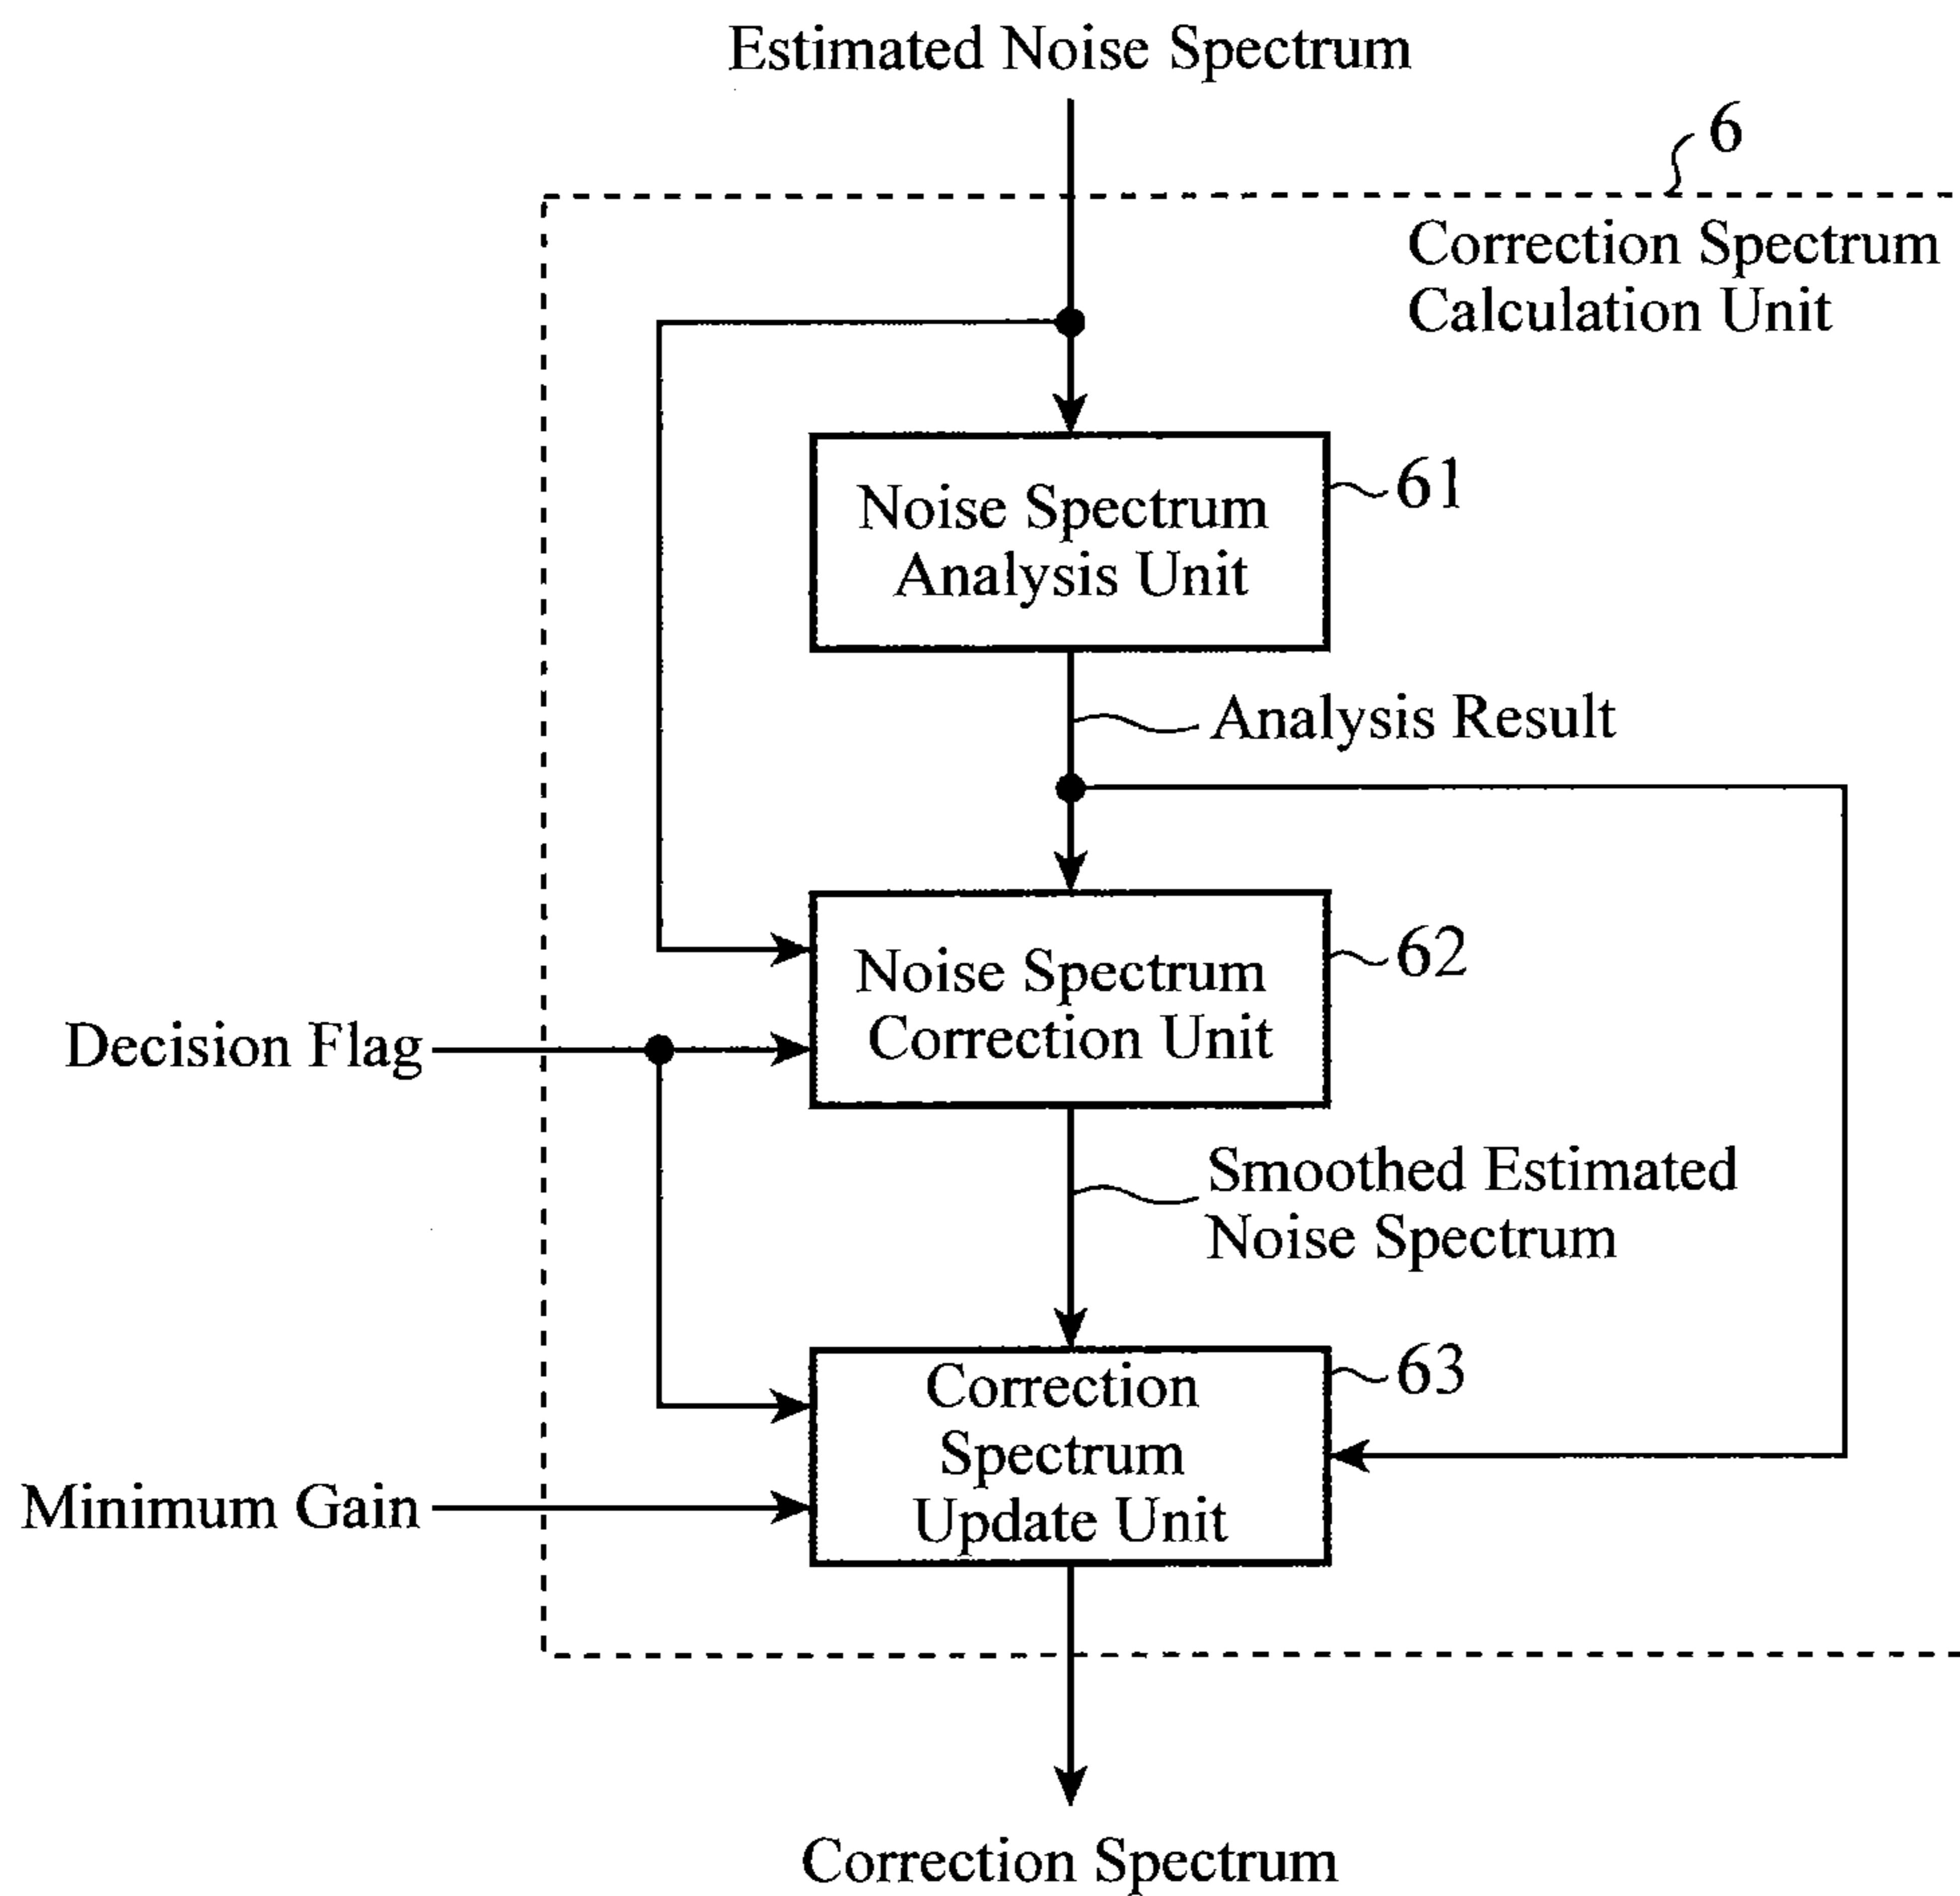 Estimated Noise Spectrum
6
Correction Spectrum
Calculation Unit
Noise Spectrum
Analysis Unit
61
Analysis Result
Noise Spectrum
Correction Unit
62
Decision Flag
Smoothed Estimated
Noise Spectrum
Correction
Spectrum
Update Unit
63
Minimum Gain
Correction Spectrum